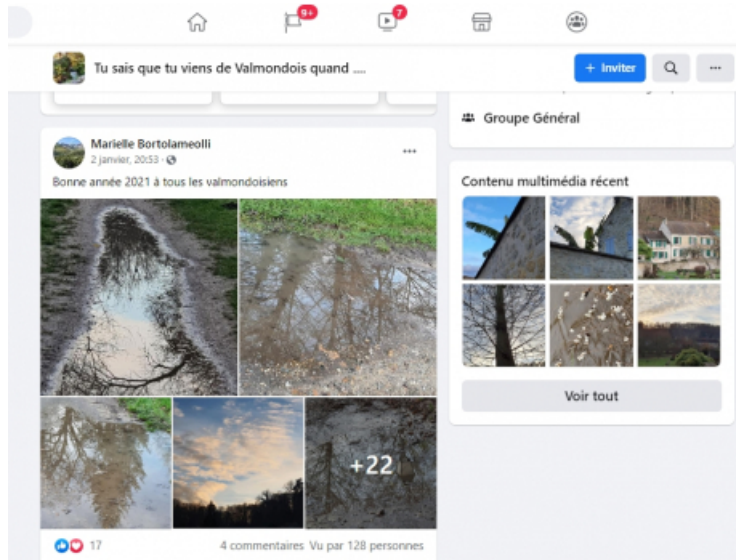 9+
7
Tu sais que tu viens de Valmondois quand ....
+ Inviter
Marielle Bortolameolli
2 janvier, 20:53 ·
Bonne année 2021 à tous les valmondoisiens
+22
17
4 commentaires Vu par 128 personnes
Groupe Général
Contenu multimédia récent
Voir tout